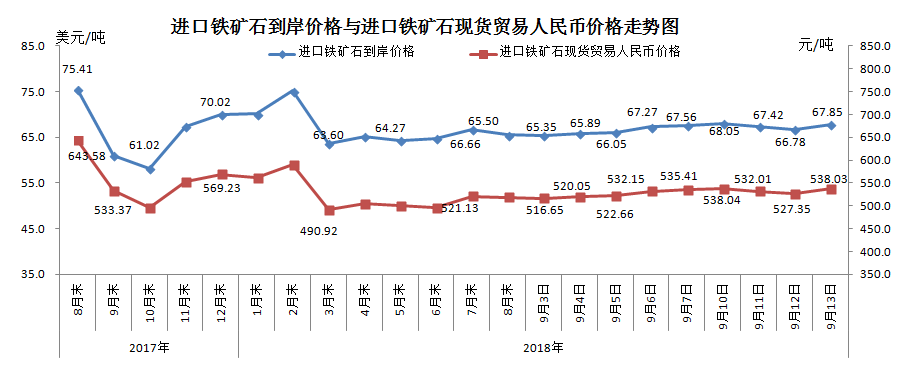 进口铁矿石到岸价格与进口铁矿石现货贸易人民币价格走势图
美元/吨
元/吨
进口铁矿石到岸价格
进口铁矿石现货贸易人民币价格
85.0
75.0
65.0
55.0
45.0
35.0
850.0
800.0
750.0
700.0
650.0
600.0
550.0
500.0
450.0
400.0
350.0
75.41
61.02
70.02
63.60
64.27
66.66
65.50
65.35
65.89
66.05
67.27
67.56
68.05
67.42
66.78
67.85
643.58
533.37
569.23
490.92
521.13
516.65
520.05
522.66
532.15
535.41
538.04
532.01
527.35
538.03
8月末
9月末
10月末
11月末
12月末
1月末
2月末
3月末
4月末
5月末
6月末
7月末
8月末
9月3日
9月4日
9月5日
9月6日
9月7日
9月10日
9月11日
9月12日
9月13日
2017年
2018年